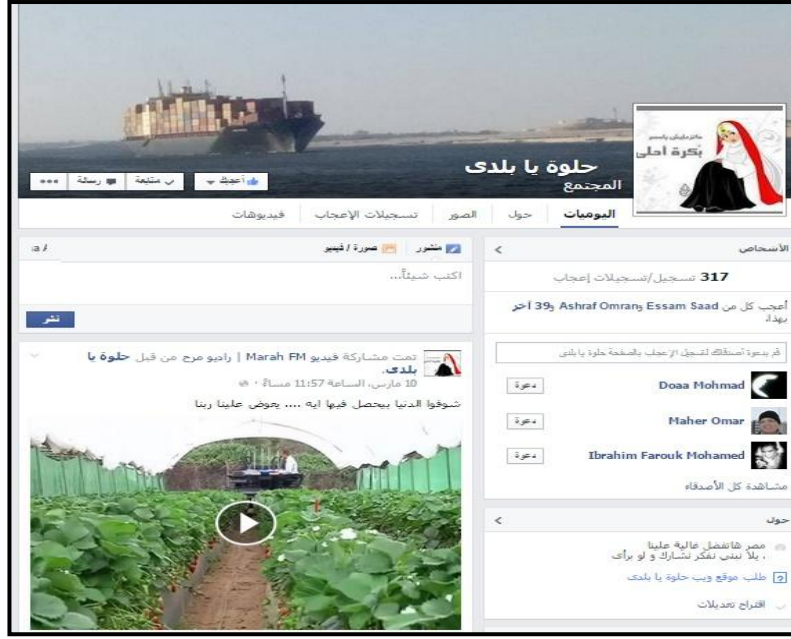 ماتزعليش يامصر
بكرة أحلى
حلوة يا بلدى
المجتمع
أعجبك
متابعة
رسالة
•••
اليوميات
حول
الصور
تسجيلات الإعجاب
فيديوهات
الأشخاص
317 تسجيل/تسجيلات إعجاب
أعجب كل من Essam Saad وAshraf Omran و39 آخر
بهذا.
قم بدعوة أصدقائك لتسجيل الإعجاب بالصفحة حلوة يا بلدى
Doaa Mohmad
دعوة
Maher Omar
دعوة
Ibrahim Farouk Mohamed
دعوة
مشاهدة كل الأصدقاء
حول
مصر هاتفضل غالية علينا
، يلا نبنى نفكر نشارك و لو برأى
طلب موقع ويب حلوة يا بلدى
اقتراح تعديلات
منشور
صورة / فيديو
اكتب شيئاً...
نشر
تمت مشاركة فيديو Marah FM | راديو مرح من قبل حلوة يا
بلدى.
10 مارس، الساعة 11:57 مساءً
شوفوا الدنيا بيحصل فيها ايه .... يعوض علينا ربنا